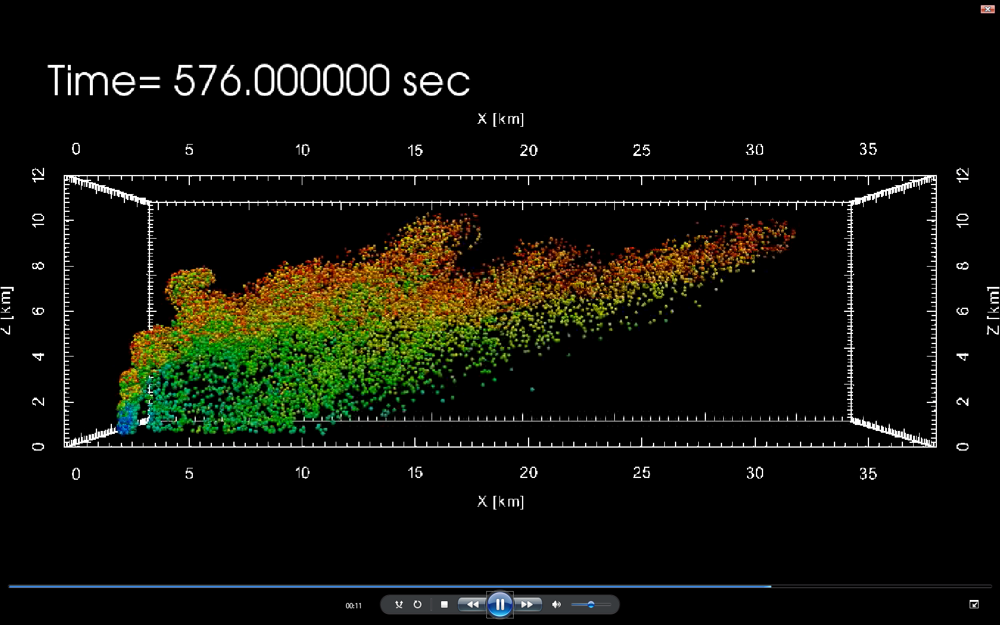 Time= 576.000000 sec
X [km]
0 5 10 15 20 25 30 35
12 12
10 10
8 8
Z [km] Z [km]
6 6
4 4
2 2
0 0
0 5 10 15 20 25 30 35
X [km]
00:11